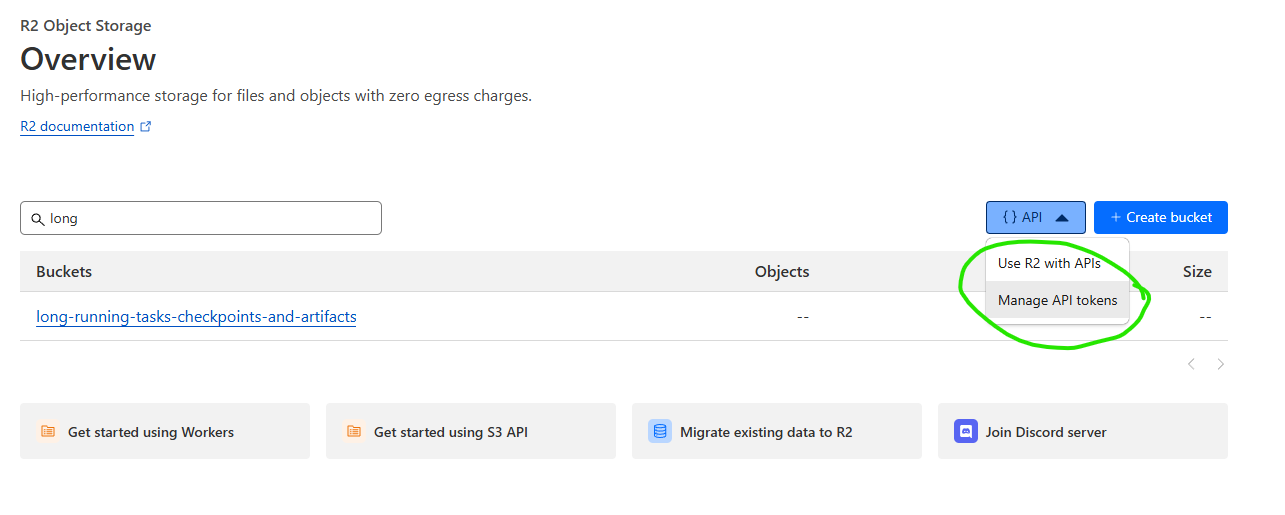 R2 Object Storage
Overview
High-performance storage for files and objects with zero egress charges.
R2 documentation
long
{ } API
+ Create bucket
Use R2 with APIs
Manage API tokens
Buckets Objects Size
long-running-tasks-checkpoints-and-artifacts -- --
Get started using Workers
Get started using S3 API
Migrate existing data to R2
Join Discord server